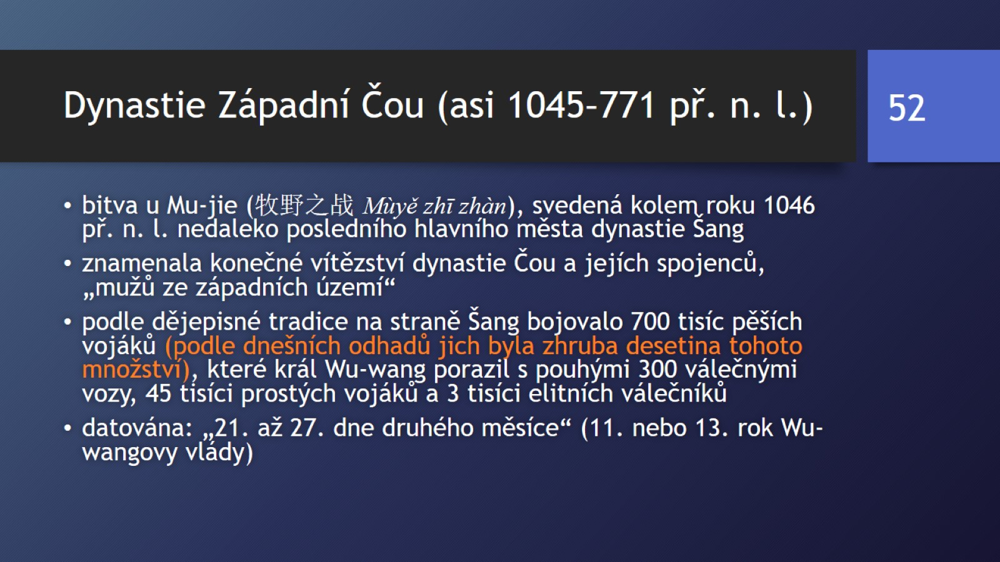 Dynastie Západní Čou (asi 1045–771 př. n. l.)
52
• bitva u Mu-jie (牧野之战 Mùyě zhī zhàn), svedená kolem roku 1046
př. n. l. nedaleko posledního hlavního města dynastie Šang
• znamenala konečné vítězství dynastie Čou a jejích spojenců,
„mužů ze západních území“
• podle dějepisné tradice na straně Šang bojovalo 700 tisíc pěších
vojáků (podle dnešních odhadů jich byla zhruba desetina tohoto
množství), které král Wu-wang porazil s pouhými 300 válečnými
vozy, 45 tisíci prostých vojáků a 3 tisíci elitních válečníků
• datována: „21. až 27. dne druhého měsíce“ (11. nebo 13. rok Wu-
wangovy vlády)